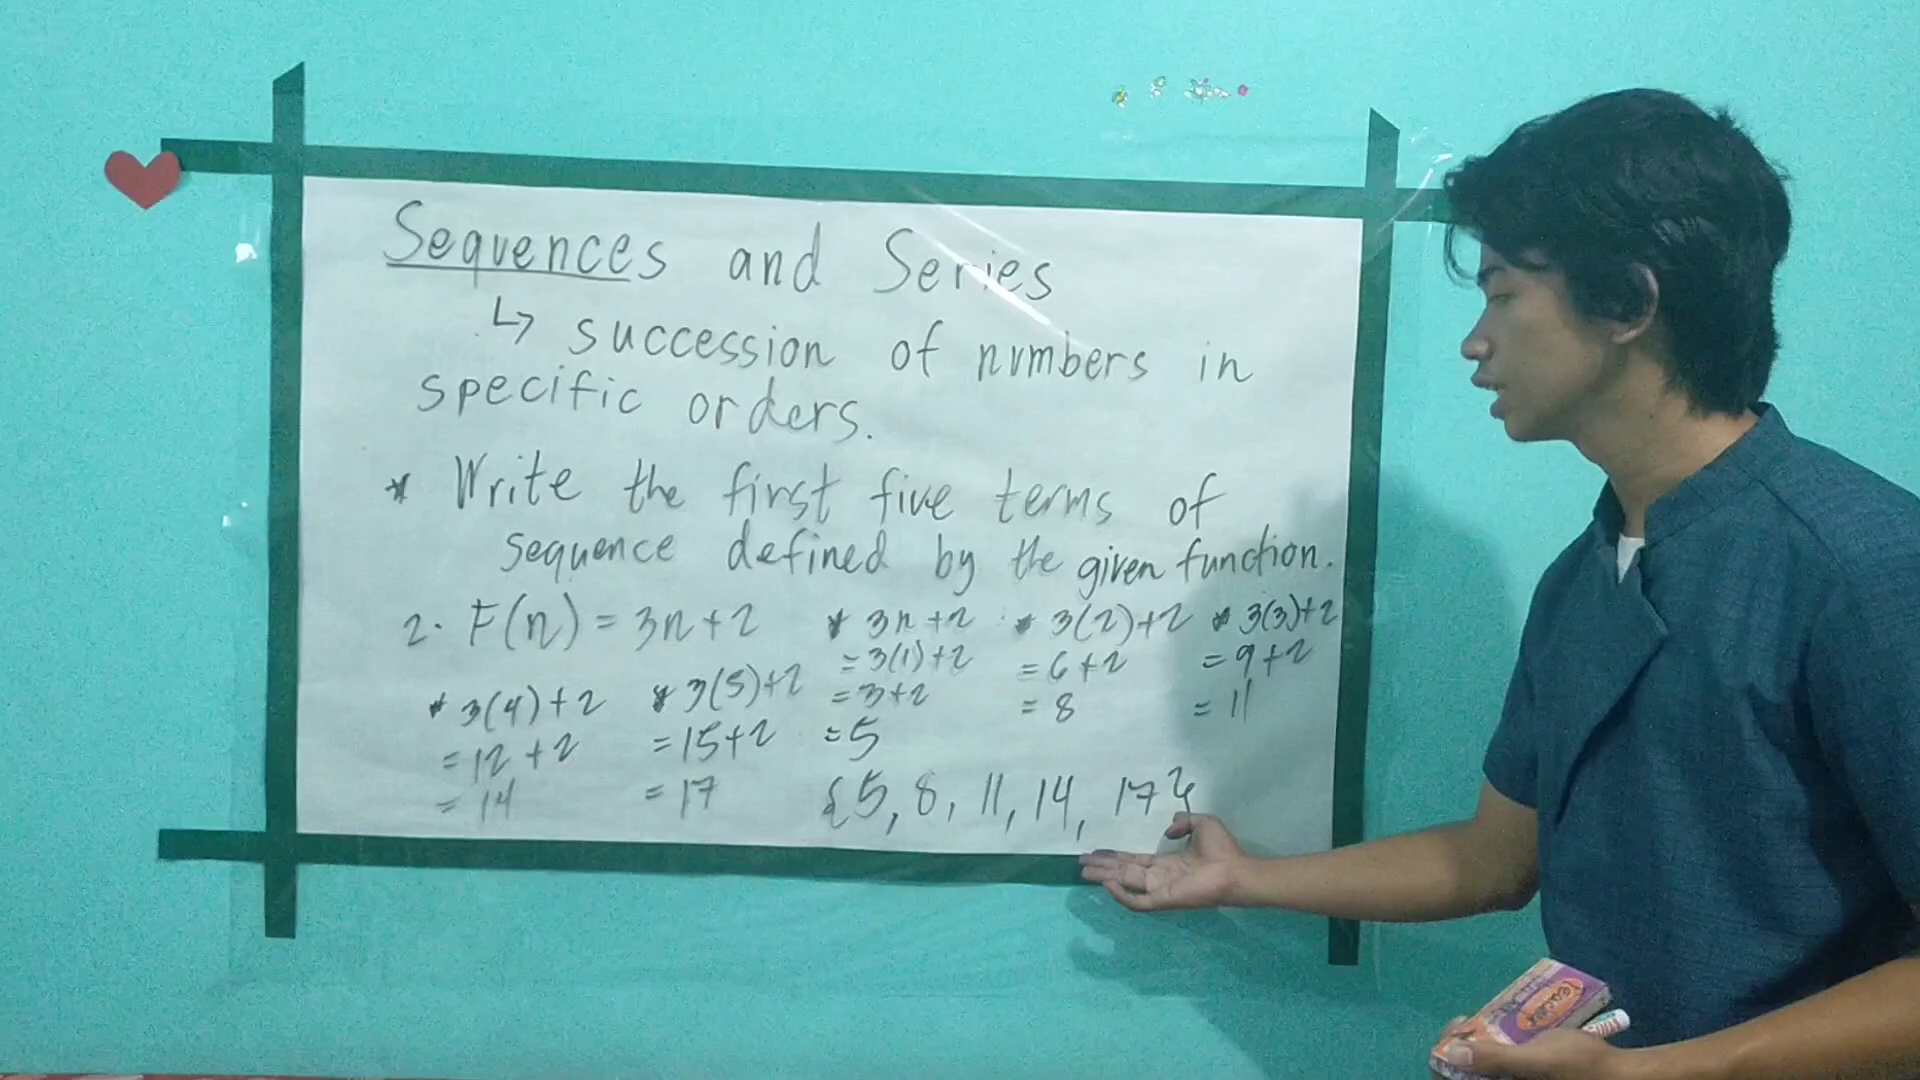 Sequences and Series
↳ succession of numbers in
specific orders.
* Write the first five terms of
sequence defined by the given function.
2. F(n) = 3n+2
* 3n+2
= 3(1)+2
= 3+2
= 5
* 3(2)+2
= 6+2
= 8
* 3(3)+2
= 9+2
= 11
* 3(4)+2
= 12+2
= 14
* 3(5)+2
= 15+2
= 17
{5, 8, 11, 14, 17}
Teacher